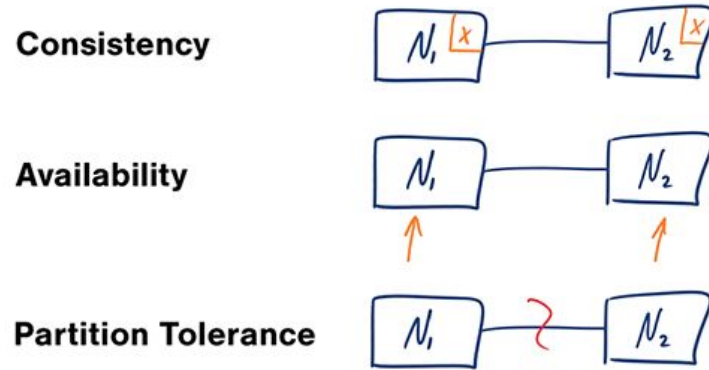 Consistency N₁ x N₂ x
Availability N₁ N₂
Partition Tolerance N₁ N₂